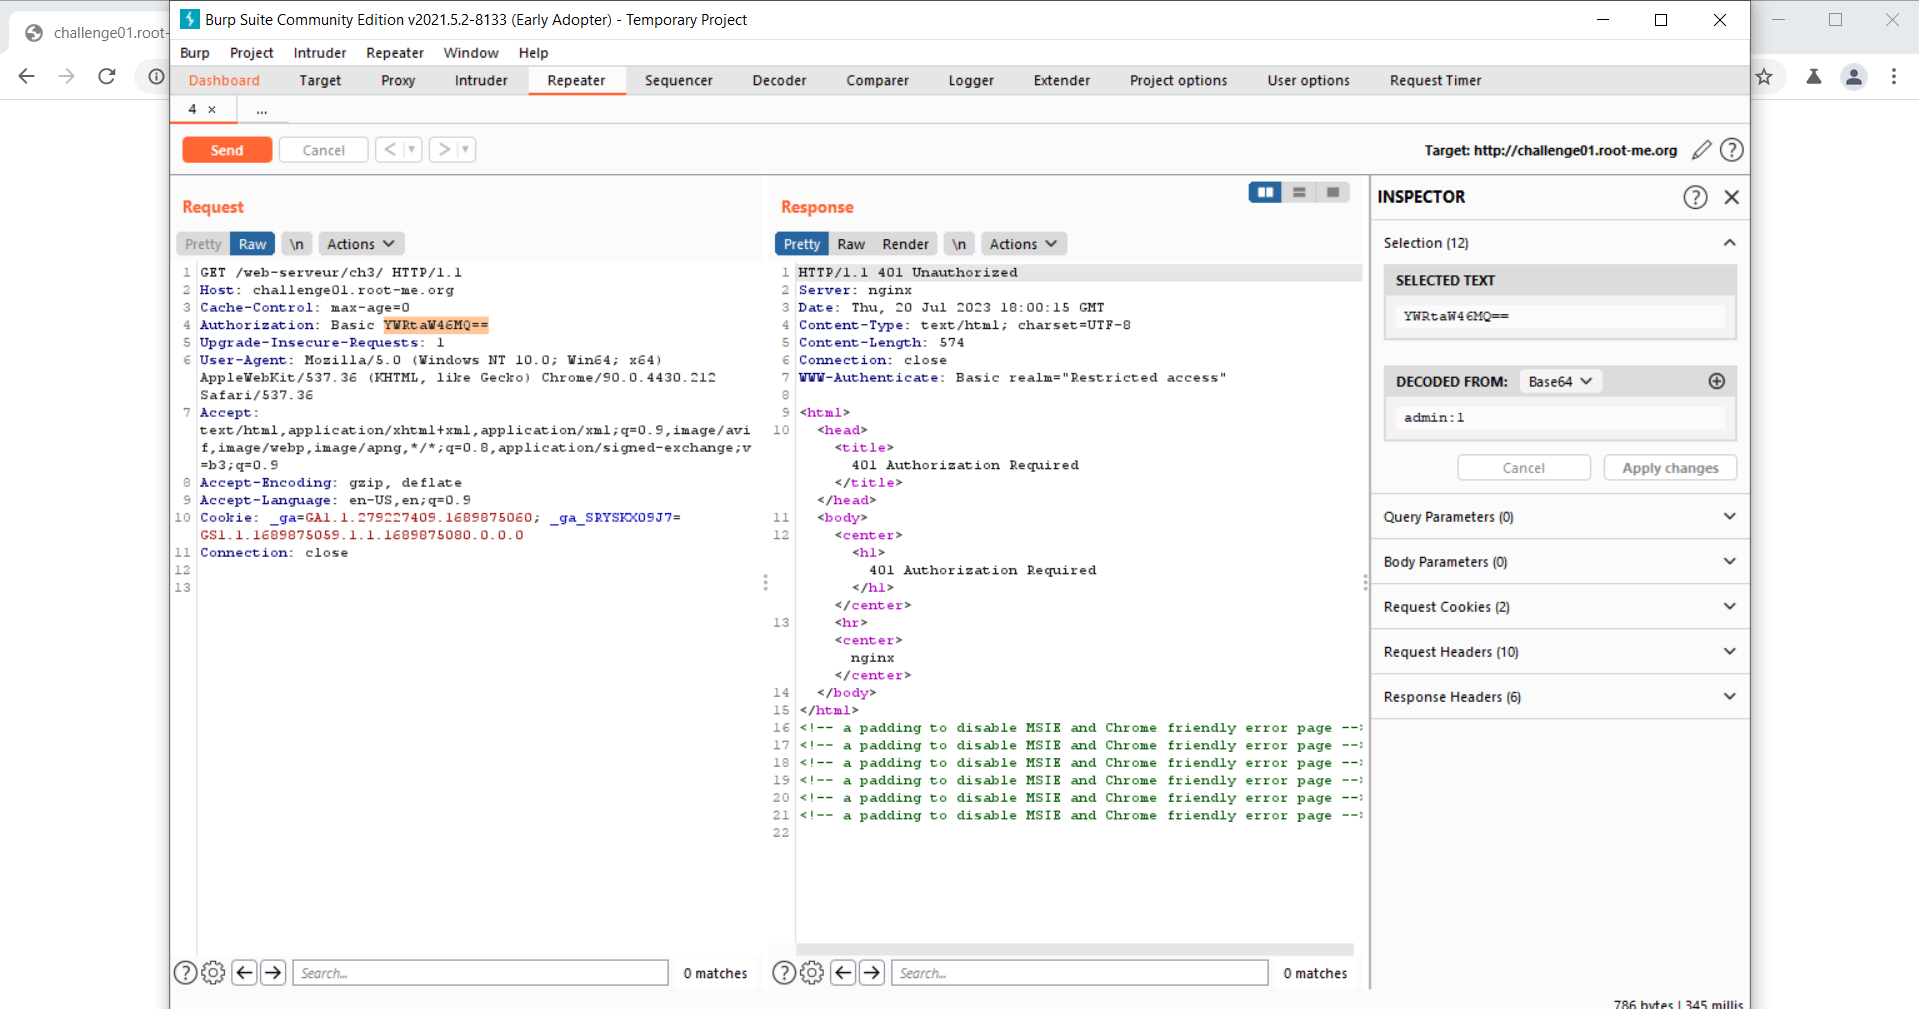 challenge01.root-
Burp Suite Community Edition v2021.5.2-8133 (Early Adopter) - Temporary Project
Burp Project Intruder Repeater Window Help
Dashboard Target Proxy Intruder Repeater Sequencer Decoder Comparer Logger Extender Project options User options Request Timer
4 × ...
Send Cancel < > Target: http://challenge01.root-me.org
Request
Pretty Raw \n Actions
1 GET /web-serveur/ch3/ HTTP/1.1
2 Host: challenge01.root-me.org
3 Cache-Control: max-age=0
4 Authorization: Basic YWRtaW46MQ==
5 Upgrade-Insecure-Requests: 1
6 User-Agent: Mozilla/5.0 (Windows NT 10.0; Win64; x64)
AppleWebKit/537.36 (KHTML, like Gecko) Chrome/90.0.4430.212
Safari/537.36
7 Accept:
text/html,application/xhtml+xml,application/xml;q=0.9,image/avi
f,image/webp,image/apng,*/*;q=0.8,application/signed-exchange;v
=b3;q=0.9
8 Accept-Encoding: gzip, deflate
9 Accept-Language: en-US,en;q=0.9
10 Cookie: _ga=GA1.1.279227409.1689875060; _ga_SRYSKX09J7=
GS1.1.1689875059.1.1.1689875080.0.0.0
11 Connection: close
12
13
Search... 0 matches
Response
Pretty Raw Render \n Actions
1 HTTP/1.1 401 Unauthorized
2 Server: nginx
3 Date: Thu, 20 Jul 2023 18:00:15 GMT
4 Content-Type: text/html; charset=UTF-8
5 Content-Length: 574
6 Connection: close
7 WWW-Authenticate: Basic realm="Restricted access"
8
9 <html>
10 <head>
<title>
401 Authorization Required
</title>
</head>
11 <body>
12 <center>
<h1>
401 Authorization Required
</h1>
</center>
13 <hr>
<center>
nginx
</center>
14 </body>
15 </html>
16 <!-- a padding to disable MSIE and Chrome friendly error page -->
17 <!-- a padding to disable MSIE and Chrome friendly error page -->
18 <!-- a padding to disable MSIE and Chrome friendly error page -->
19 <!-- a padding to disable MSIE and Chrome friendly error page -->
20 <!-- a padding to disable MSIE and Chrome friendly error page -->
21 <!-- a padding to disable MSIE and Chrome friendly error page -->
22
Search... 0 matches
INSPECTOR
Selection (12)
SELECTED TEXT
YWRtaW46MQ==
DECODED FROM: Base64
admin:1
Cancel Apply changes
Query Parameters (0)
Body Parameters (0)
Request Cookies (2)
Request Headers (10)
Response Headers (6)
786 bytes | 345 millis